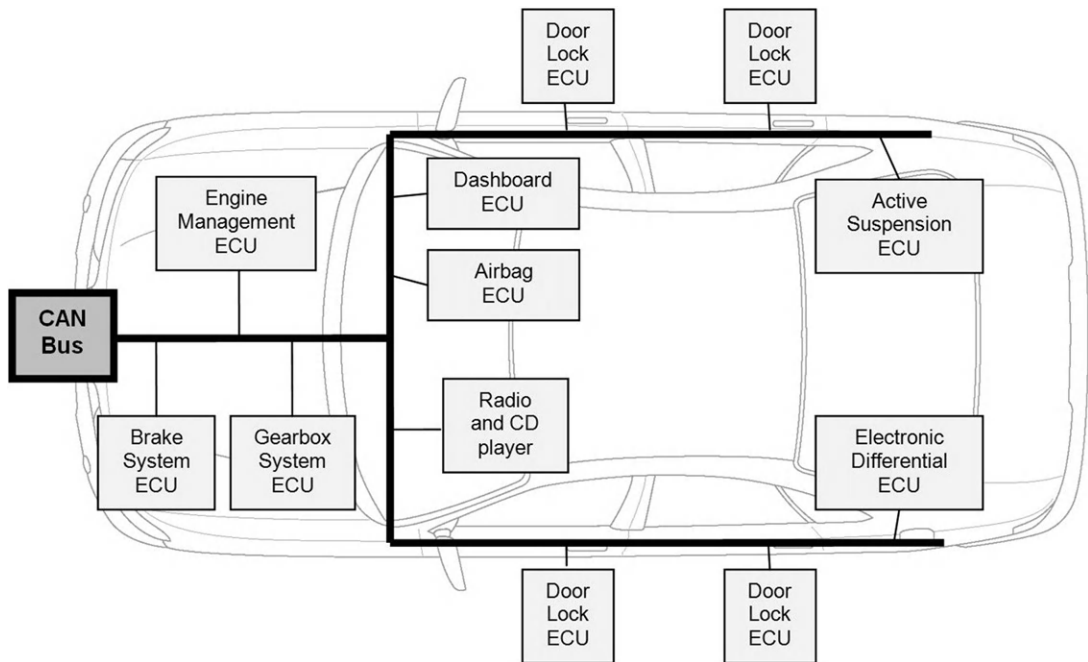 Door
Lock
ECU
Door
Lock
ECU
Engine
Management
ECU
Dashboard
ECU
Active
Suspension
ECU
Airbag
ECU
CAN
Bus
Brake
System
ECU
Gearbox
System
ECU
Radio
and CD
player
Electronic
Differential
ECU
Door
Lock
ECU
Door
Lock
ECU